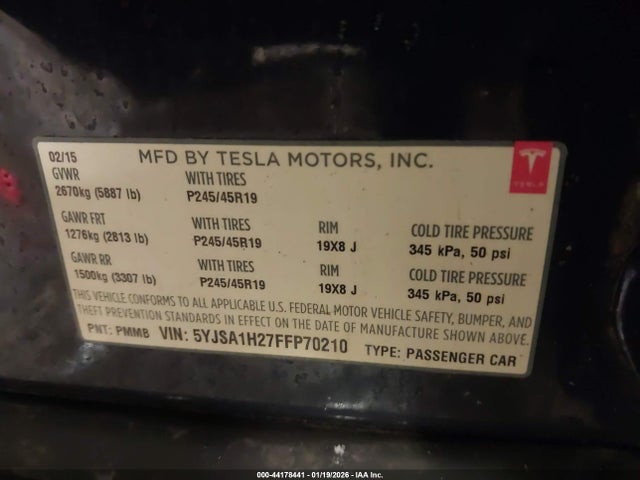 02/15 MFD BY TESLA MOTORS, INC.
GVWR WITH TIRES
2670kg (5887 lb) P245/45R19
TESLA
GAWR FRT WITH TIRES RIM COLD TIRE PRESSURE
1276kg (2813 lb) P245/45R19 19X8 J 345 kPa, 50 psi
GAWR RR WITH TIRES RIM COLD TIRE PRESSURE
1500kg (3307 lb) P245/45R19 19X8 J 345 kPa, 50 psi
THIS VEHICLE CONFORMS TO ALL APPLICABLE U.S. FEDERAL MOTOR VEHICLE SAFETY, BUMPER, AND
THEFT PREVENTION STANDARDS IN EFFECT ON THE DATE OF MANUFACTURE SHOWN ABOVE.
PNT: PMMB VIN: 5YJSA1H27FFP70210 TYPE: PASSENGER CAR
000-44178441 - 01/19/2026 - IAA Inc.